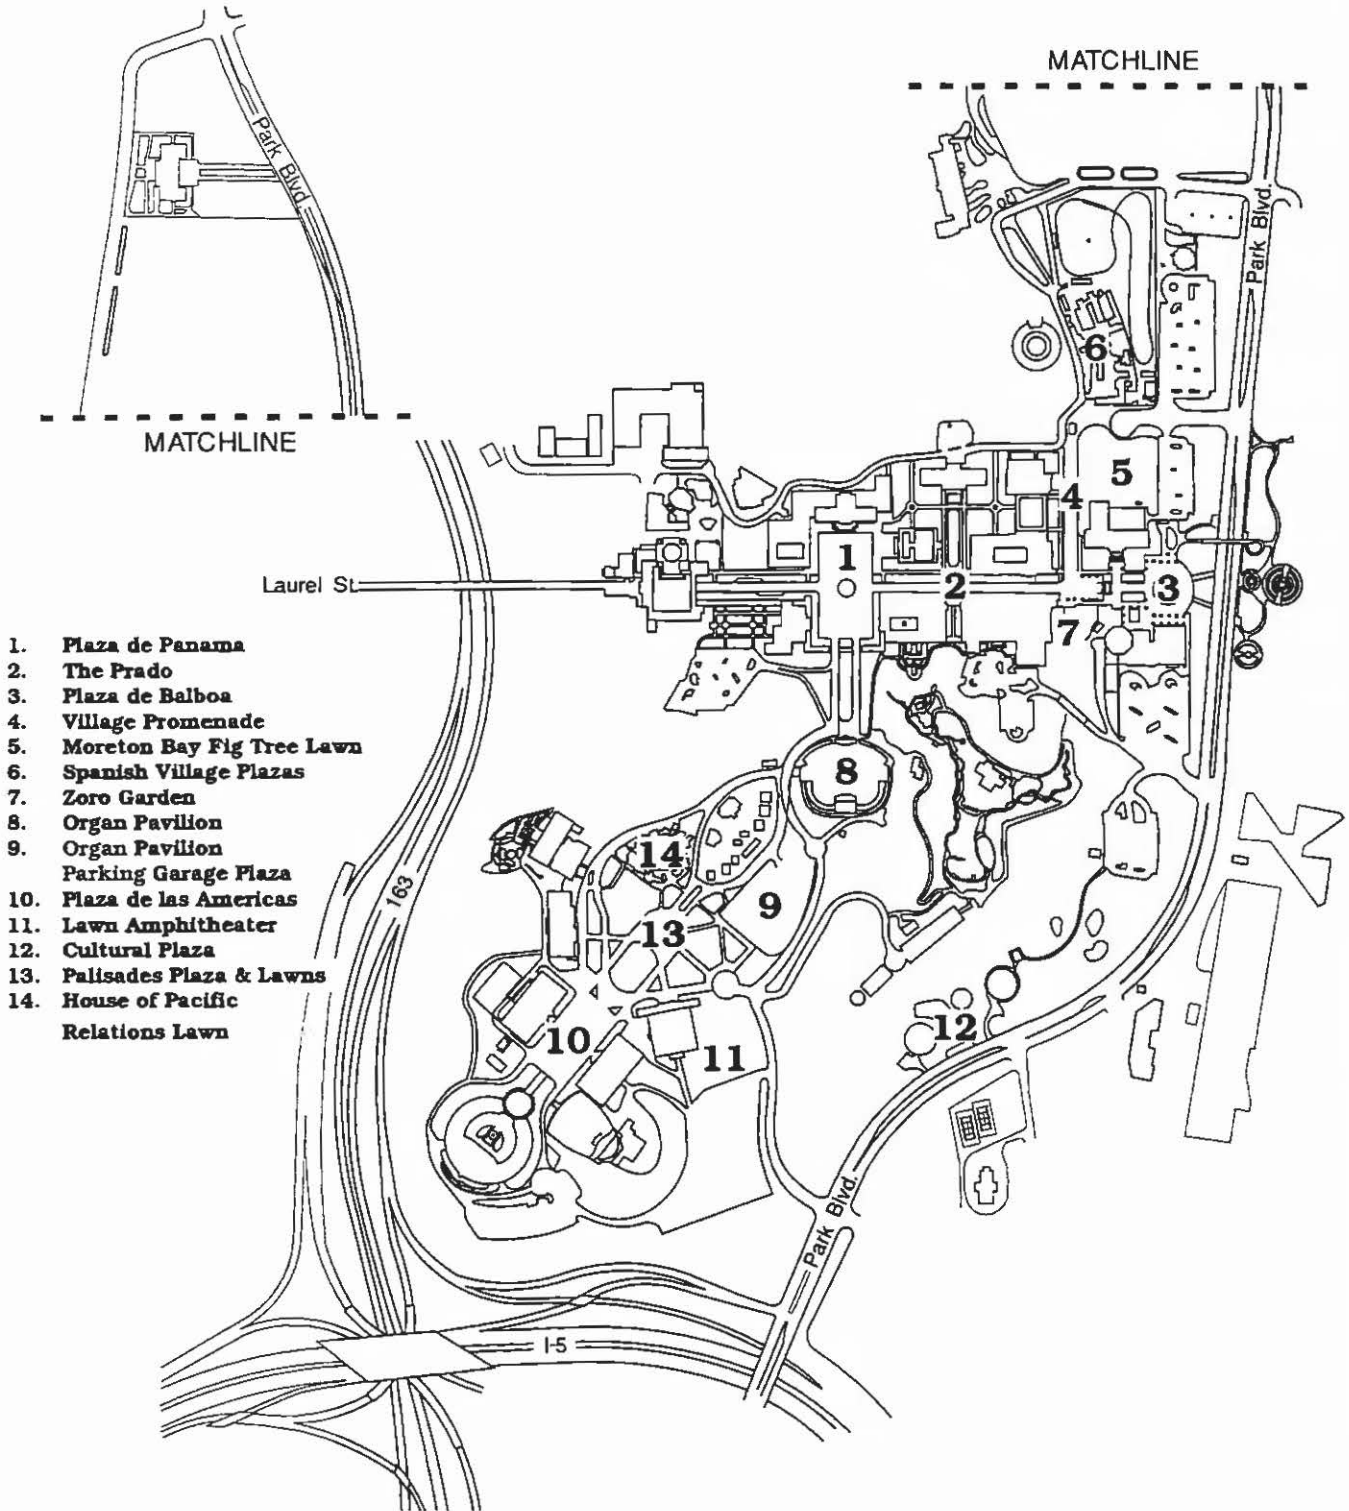 MATCHLINE
Park Blvd.
MATCHLINE
Park Blvd.
6
5
4
1
Laurel St.
2
3
7
1. Plaza de Panama
2. The Prado
3. Plaza de Balboa
4. Village Promenade
5. Moreton Bay Fig Tree Lawn
6. Spanish Village Plazas
7. Zoro Garden
8. Organ Pavilion
9. Organ Pavilion
Parking Garage Plaza
10. Plaza de las Americas
11. Lawn Amphitheater
12. Cultural Plaza
13. Palisades Plaza & Lawns
14. House of Pacific
Relations Lawn
8
14
163
9
13
12
10
11
Park Blvd.
I-5